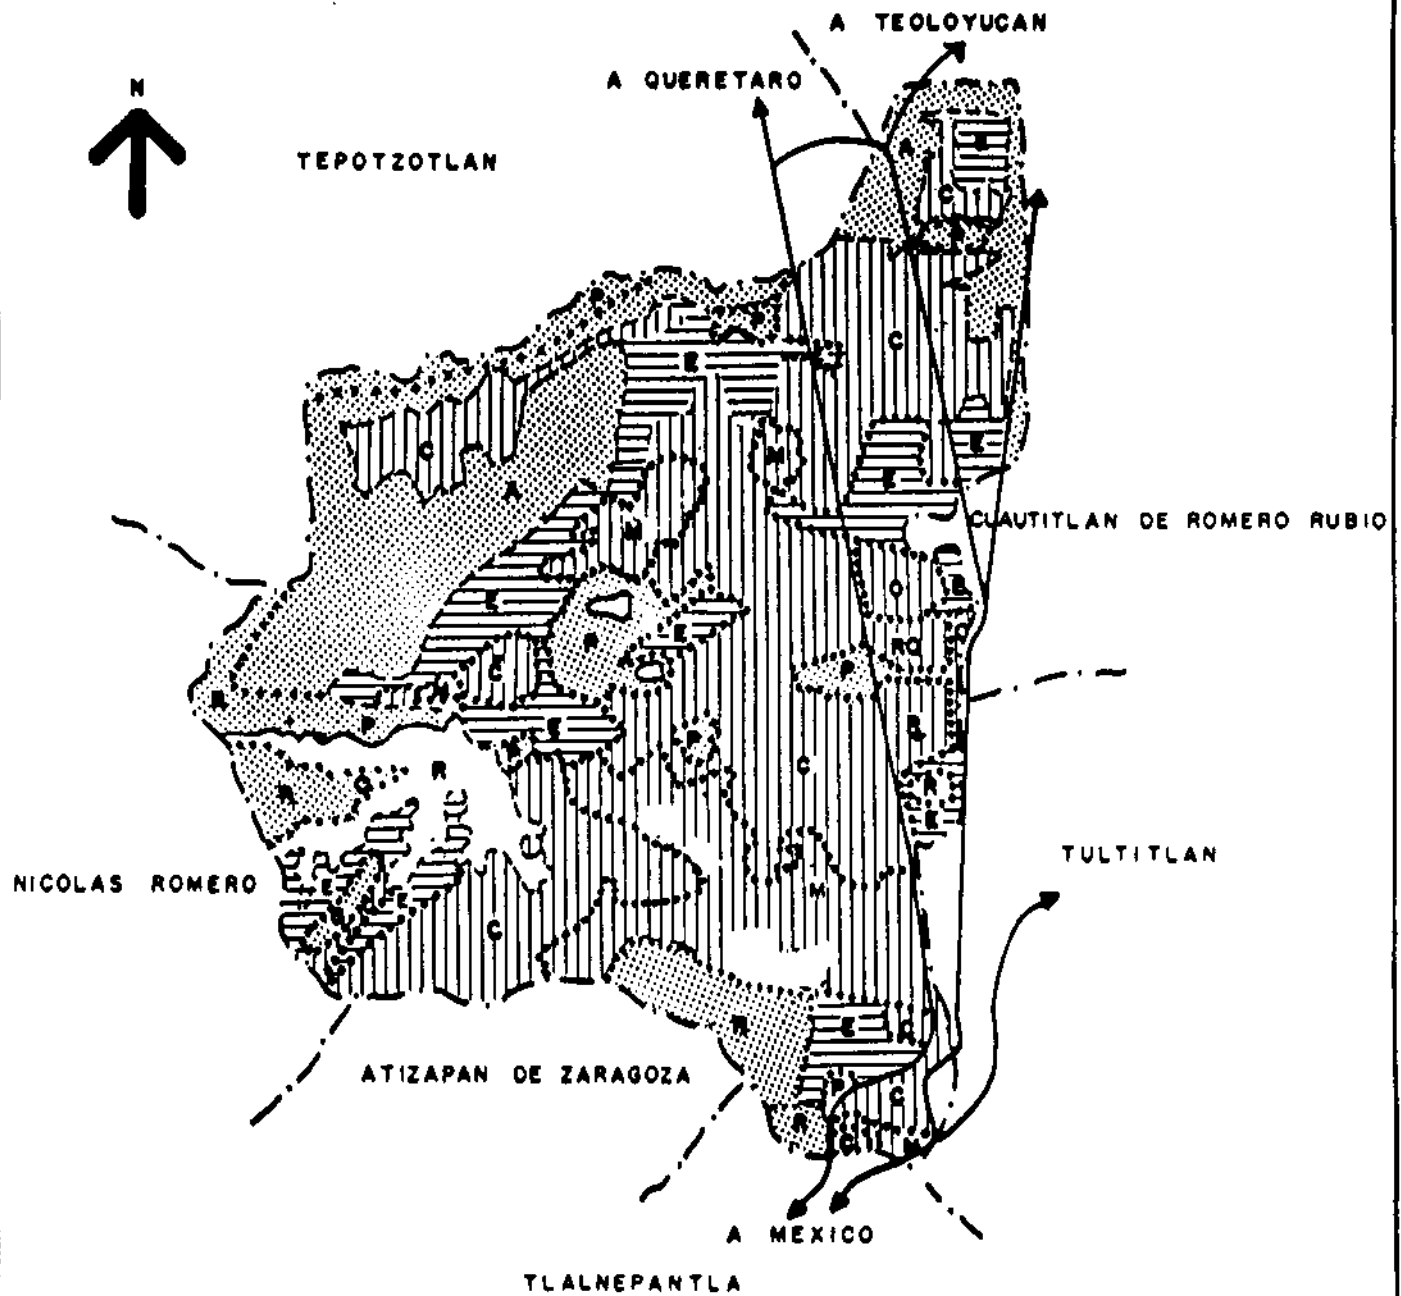 A TEOLOYUCAN
A QUERETARO
N
TEPOTZOTLAN
A
C
C
E
C
M
E
A
E
M
CUAUTITLAN DE ROMERO RUBIO
E
E
P
C
E
P
E
R
C
R
TULTITLAN
NICOLAS ROMERO
M
E
E
C
E
ATIZAPAN DE ZARAGOZA
P
C
R
M
A MEXICO
TLALNEPANTLA